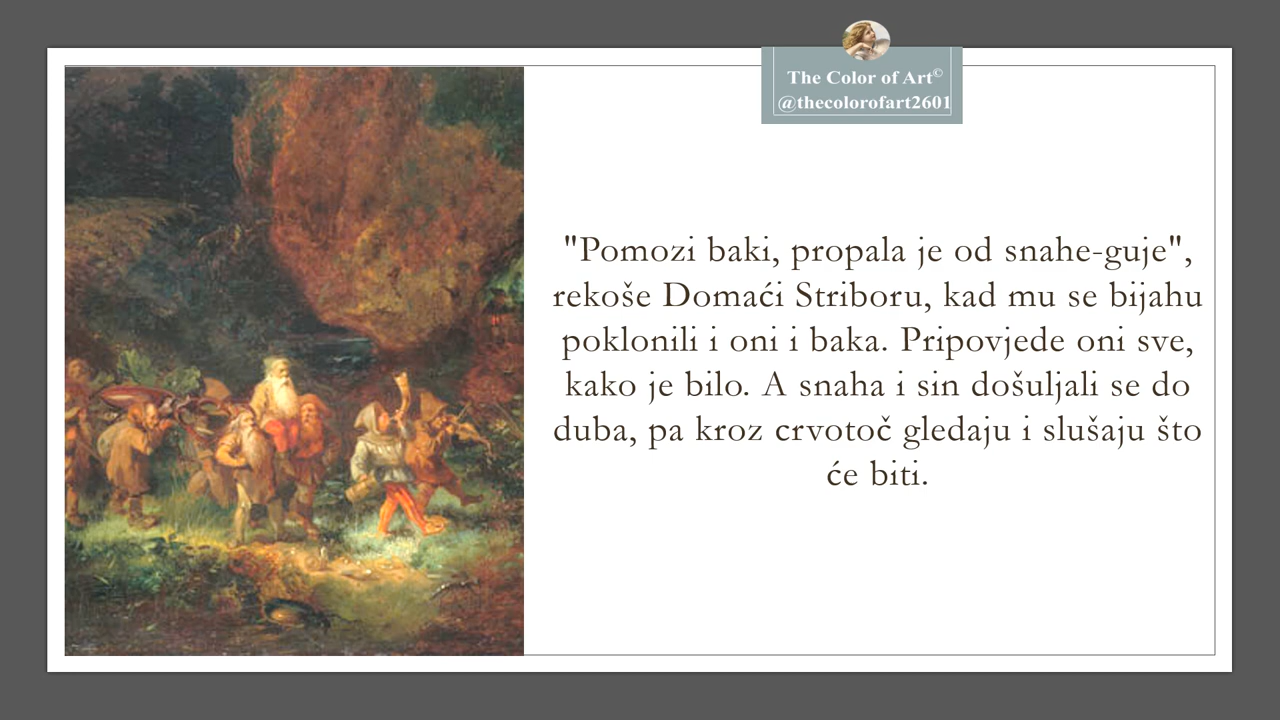 The Color of Art©
@thecolorofart2601
"Pomozi baki, propala je od snahe-guje",
rekoše Domaći Striboru, kad mu se bijahu
poklonili i oni i baka. Pripovjede oni sve,
kako je bilo. A snaha i sin došuljali se do
duba, pa kroz crvotoč gledaju i slušaju što
će biti.